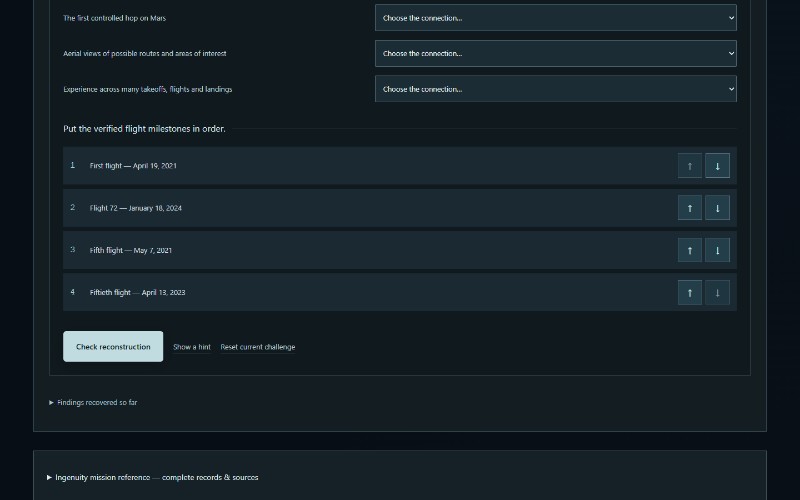 The first controlled hop on Mars
Choose the connection...
Aerial views of possible routes and areas of interest
Choose the connection...
Experience across many takeoffs, flights and landings
Choose the connection...
Put the verified flight milestones in order.
1 First flight — April 19, 2021 ↑ ↓
2 Flight 72 — January 18, 2024 ↑ ↓
3 Fifth flight — May 7, 2021 ↑ ↓
4 Fiftieth flight — April 13, 2023 ↑ ↓
Check reconstruction Show a hint Reset current challenge
▶ Findings recovered so far
▶ Ingenuity mission reference — complete records & sources